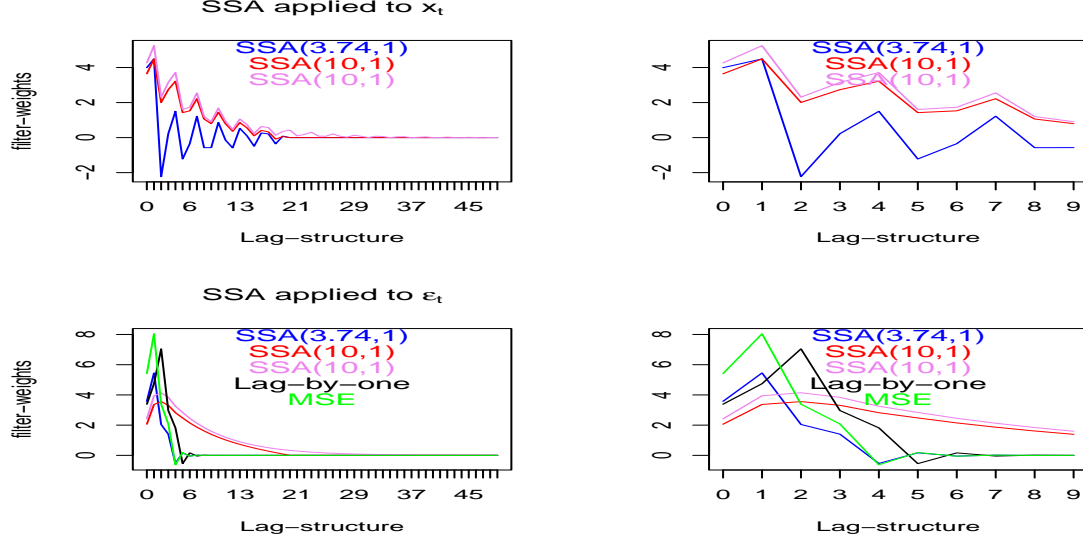 SSA applied to xt
SSA(3.74,1)
SSA(10,1)
SSA(10,1)
filter−weights
−2 0 2 4
0 6 13 21 29 37 45
Lag−structure
SSA(3.74,1)
SSA(10,1)
SSA(10,1)
filter−weights
−2 0 2 4
0 1 2 3 4 5 6 7 8 9
Lag−structure
SSA applied to εt
SSA(3.74,1)
SSA(10,1)
SSA(10,1)
Lag−by−one
MSE
filter−weights
0 2 4 6 8
0 6 13 21 29 37 45
Lag−structure
SSA(3.74,1)
SSA(10,1)
SSA(10,1)
Lag−by−one
MSE
filter−weights
0 2 4 6 8
0 1 2 3 4 5 6 7 8 9
Lag−structure